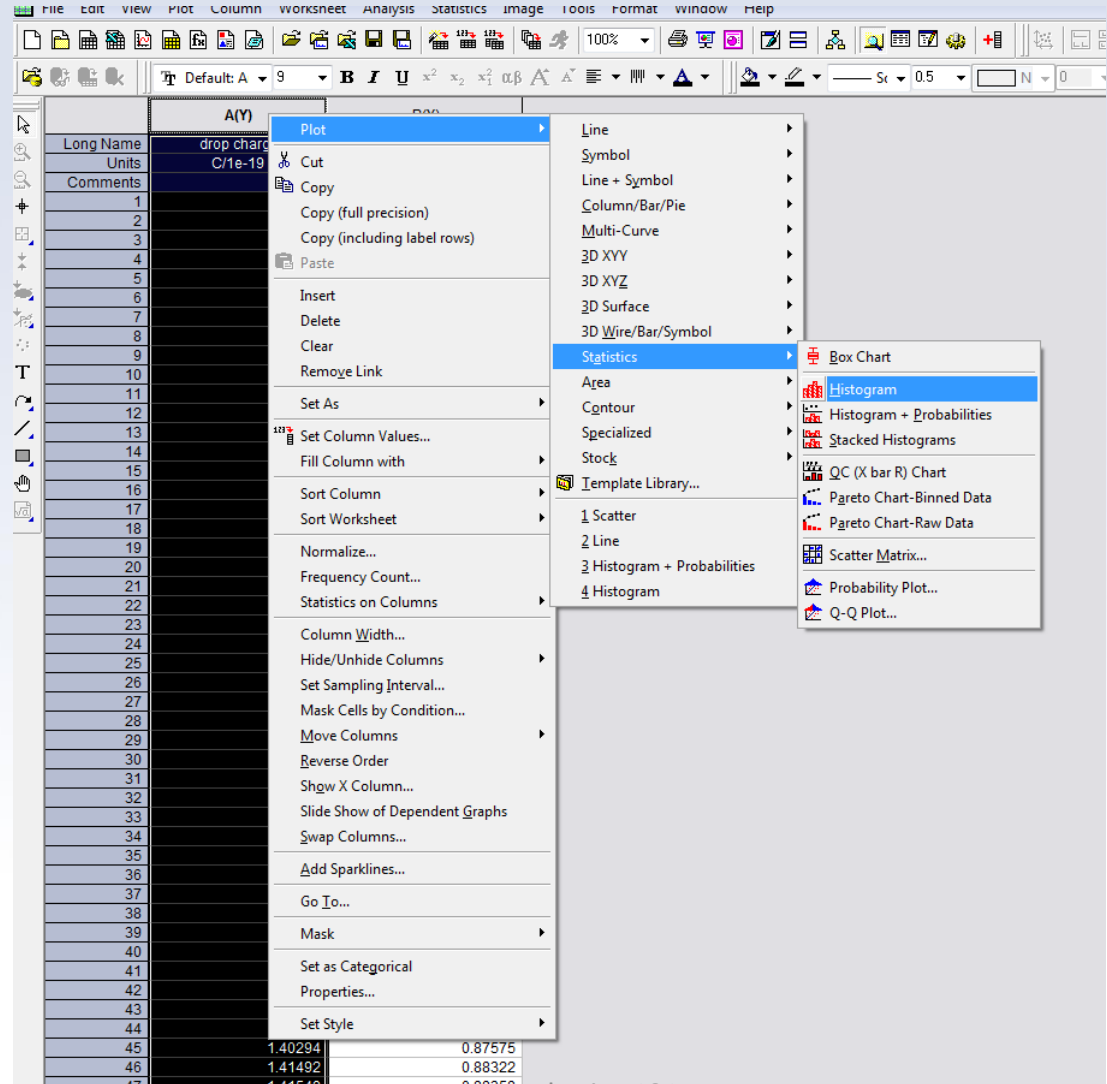 File Edit View Plot Column Worksheet Analysis Statistics Image Tools Format Window Help
100%
Default: A 9 B I U x² x₂ αβ A A A 0.5 N 0
A(Y)
Long Name drop charg
Units C/1e-19
Comments
1
2
3
4
5
6
7
8
9
10
11
12
13
14
15
16
17
18
19
20
21
22
23
24
25
26
27
28
29
30
31
32
33
34
35
36
37
38
39
40
41
42
43
44
45 1.40294 0.87575
46 1.41492 0.88322
T
Plot
Cut
Copy
Copy (full precision)
Copy (including label rows)
Paste
Insert
Delete
Clear
Remove Link
Set As
Set Column Values...
Fill Column with
Sort Column
Sort Worksheet
Normalize...
Frequency Count...
Statistics on Columns
Column Width...
Hide/Unhide Columns
Set Sampling Interval...
Mask Cells by Condition...
Move Columns
Reverse Order
Show X Column...
Slide Show of Dependent Graphs
Swap Columns...
Add Sparklines...
Go To...
Mask
Set as Categorical
Properties...
Set Style
Line
Symbol
Line + Symbol
Column/Bar/Pie
Multi-Curve
3D XYY
3D XYZ
3D Surface
3D Wire/Bar/Symbol
Statistics
Area
Contour
Specialized
Stock
Template Library...
1 Scatter
2 Line
3 Histogram + Probabilities
4 Histogram
Box Chart
Histogram
Histogram + Probabilities
Stacked Histograms
QC (X bar R) Chart
Pareto Chart-Binned Data
Pareto Chart-Raw Data
Scatter Matrix...
Probability Plot...
Q-Q Plot...